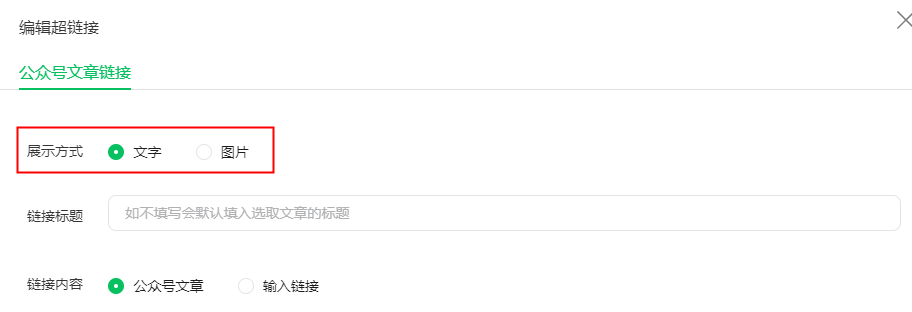 编辑超链接
公众号文章链接
展示方式 文字 图片
链接标题 如不填写会默认填入选取文章的标题
链接内容 公众号文章 输入链接